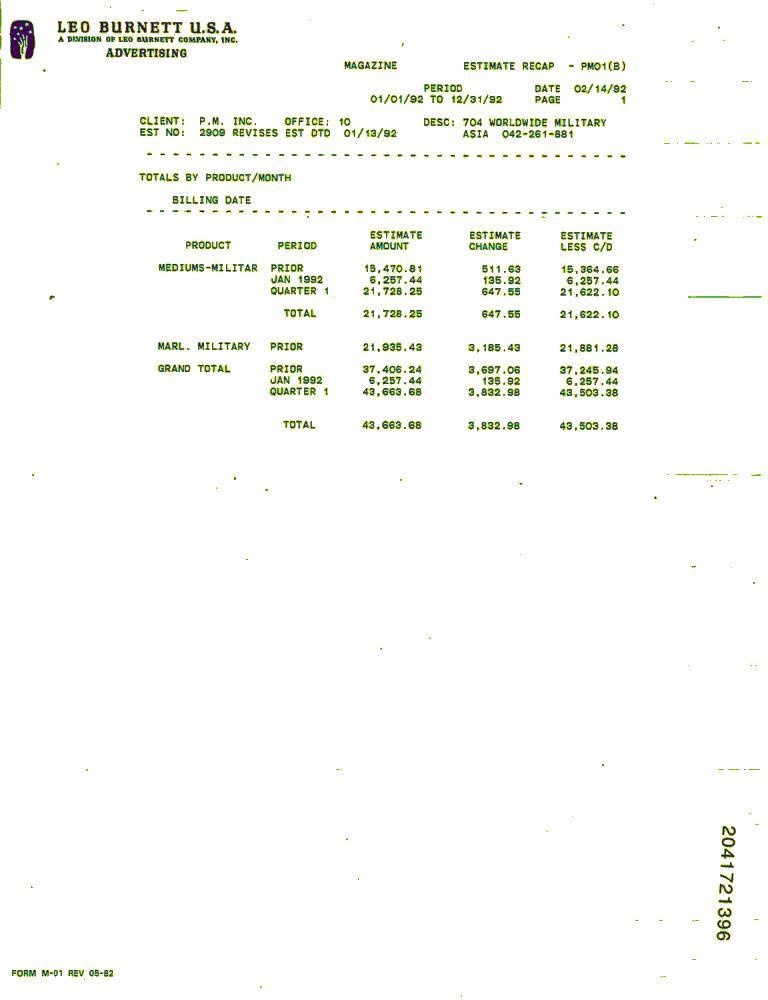 LEO BURNETT U.S.A.
A DIVISION OF LEO BURNETT COMPANY, INC.
ADVERTISING
MAGAZINE ESTIMATE RECAP - PM01(B)
PERIOD DATE 02/14/92
01/01/92 TO 12/31/92 PAGE 1
CLIENT: P.M. INC. OFFICE: 10 DESC: 704 WORLDWIDE MILITARY
EST NO: 2909 REVISES EST DTD 01/13/92 ASIA 042-261-881
TOTALS BY PRODUCT/MONTH
BILLING DATE
ESTIMATE ESTIMATE ESTIMATE
PRODUCT PERIOD AMOUNT CHANGE LESS C/D
MEDIUMS-MILITAR PRIOR 15,470.81 511.63 15,364.66
JAN 1992 6,257.44 135.92 6,257.44
QUARTER 1 21,728.25 647.55 21,622.10
TOTAL 21,728.25 647.55 21,622.10
MARL. MILITARY PRIOR 21,935.43 3,185.43 21,881.28
GRAND TOTAL PRIOR 37,406.24 3,697.06 37,245.94
JAN 1992 6,257.44 135.92 6,257.44
QUARTER 1 43,663.68 3,832.98 43,503.38
TOTAL 43,663.68 3,832.98 43,503.38
2041721396
FORM M-01 REV 05-82